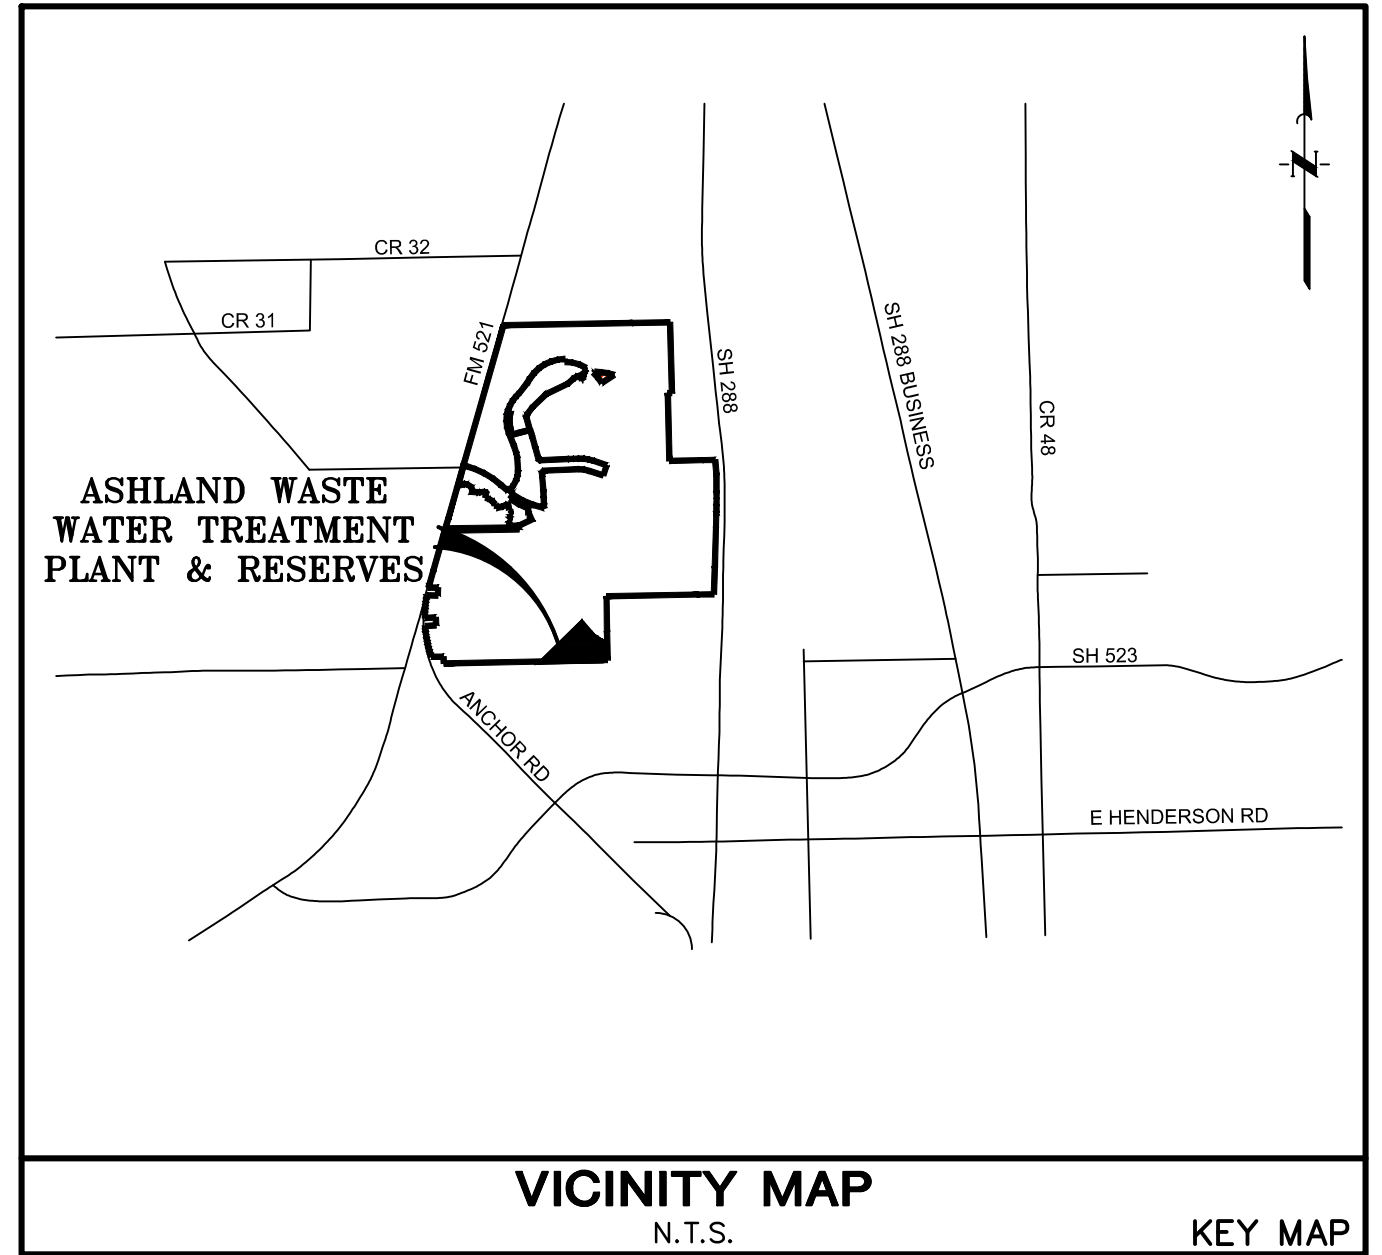 N
CR 32
CR 31
FM 521
SH 288
SH 288 BUSINESS
CR 48
ASHLAND WASTE
WATER TREATMENT
PLANT & RESERVES
SH 523
ANCHOR RD
E HENDERSON RD
VICINITY MAP
N.T.S.
KEY MAP